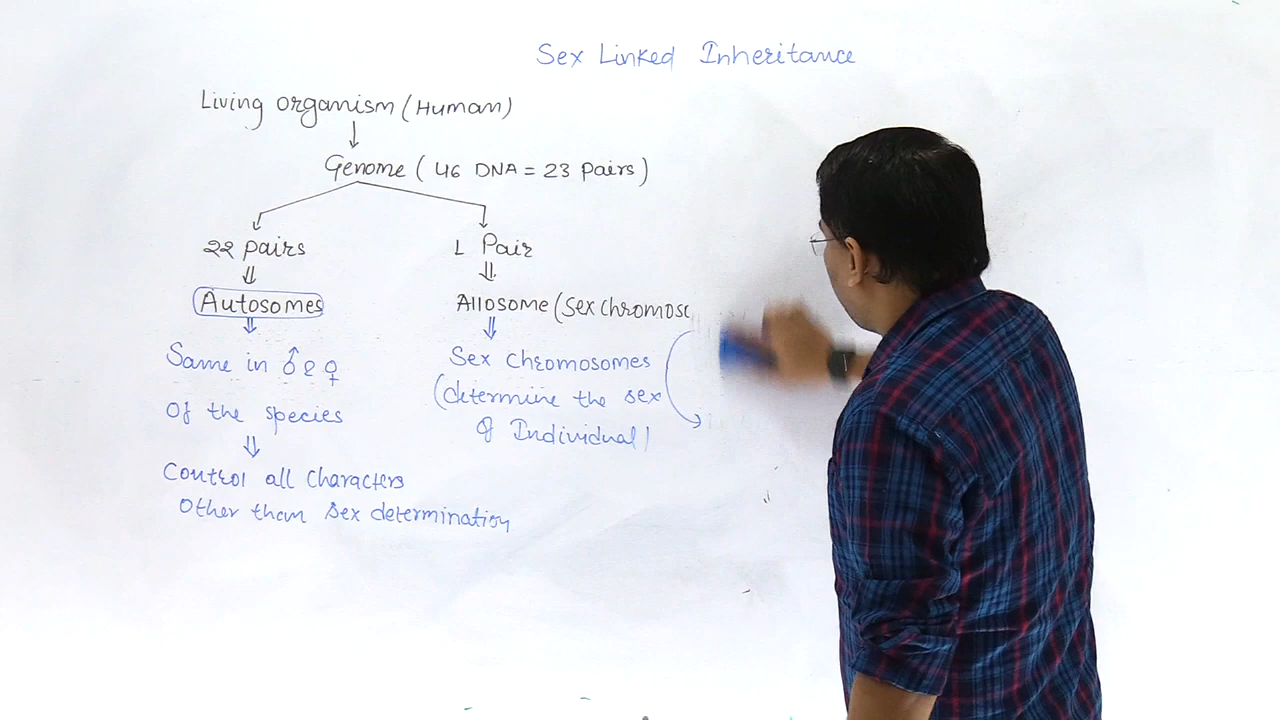 Sex Linked Inheritance
Living organism (Human)
Genome ( 46 DNA = 23 Pairs )
22 pairs
1 Pair
Autosomes
Allosome (Sex chromosc
Same in ♂ & ♀
Of the species
Sex Chromosomes
(determine the sex
Of Individual)
Control all Characters
Other than Sex determination